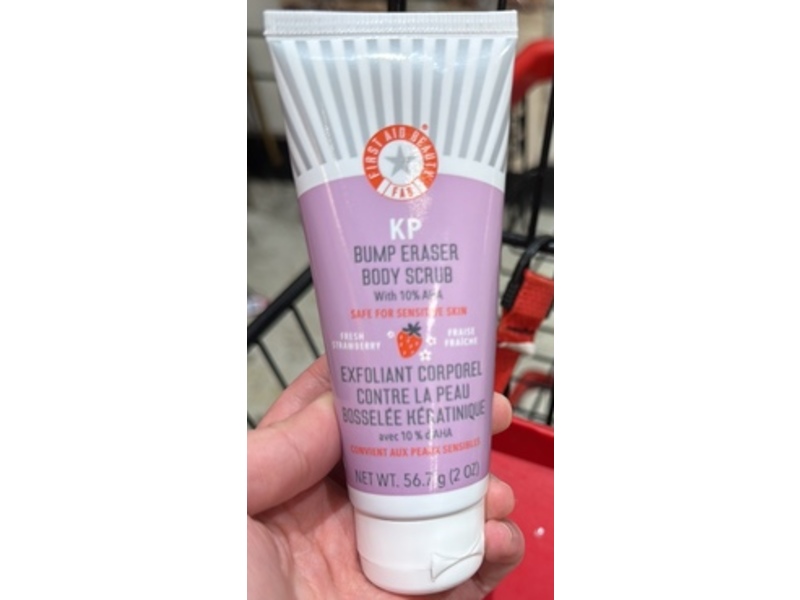 FIRST AID BEAUTY
FAB
KP
BUMP ERASER
BODY SCRUB
With 10% AHA
SAFE FOR SENSITIVE SKIN
FRESH STRAWBERRY
FRAISE FRAÎCHE
EXFOLIANT CORPOREL
CONTRE LA PEAU
BOSSELÉE KÉRATINIQUE
avec 10 % d'AHA
CONVIENT AUX PEAUX SENSIBLES
NET WT. 56.7 g (2 OZ)